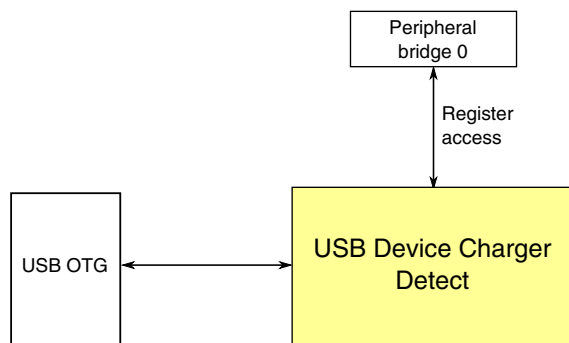 Peripheral
bridge 0
Register
access
USB OTG
USB Device Charger
Detect